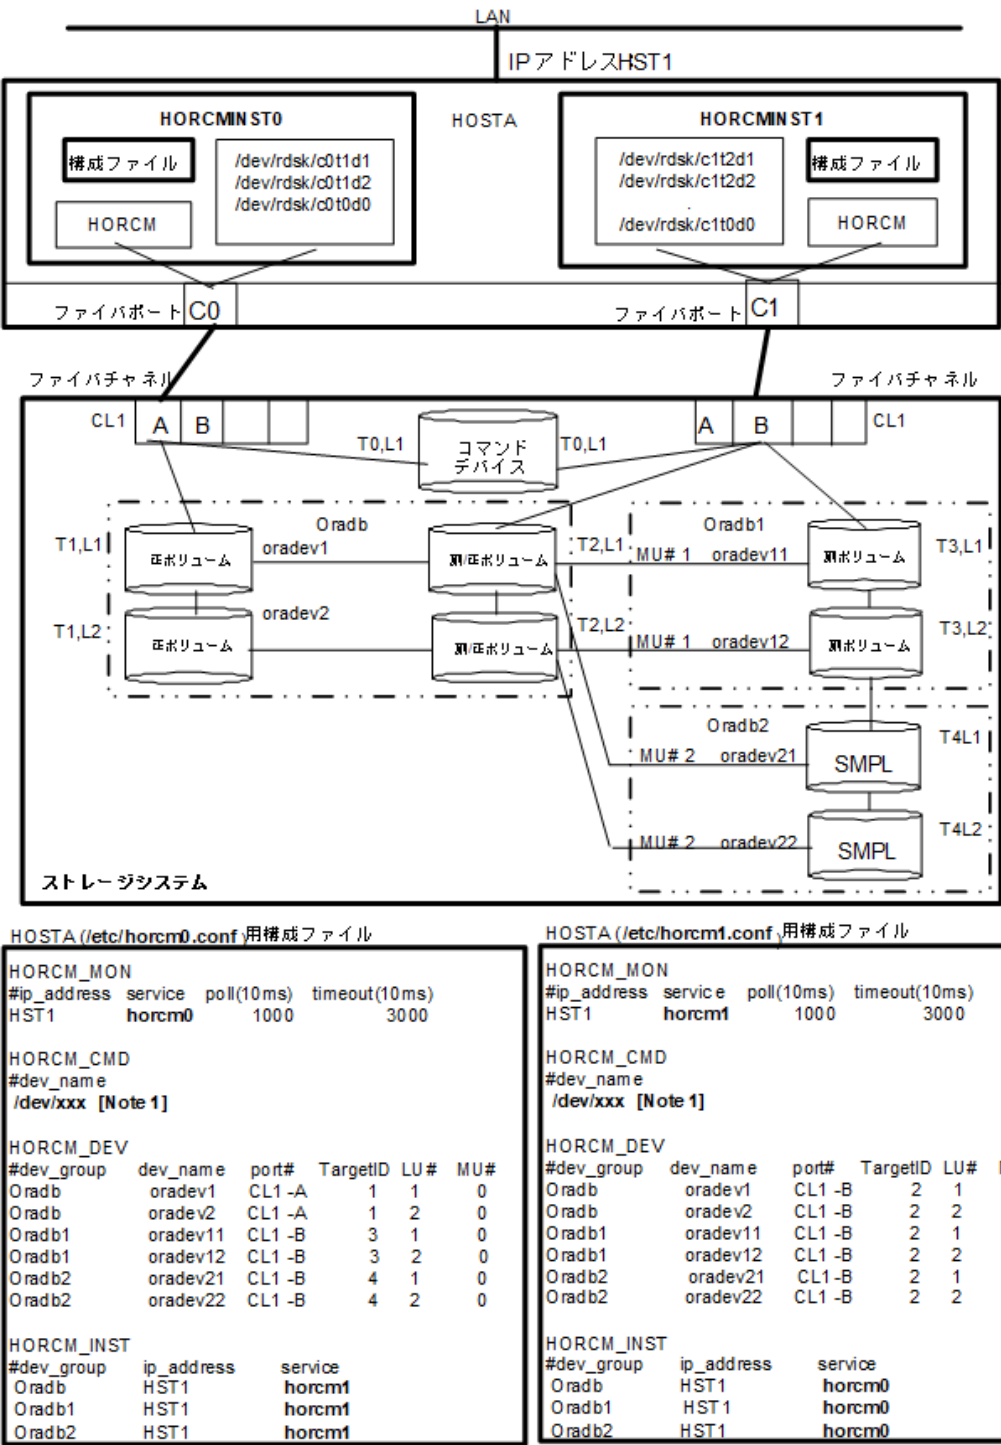 LAN
IPアドレスHST1
HORCMINST0
HOSTA
HORCMINST1
構成ファイル
/dev/rdsk/c0t1d1
/dev/rdsk/c0t1d2
/dev/rdsk/c0t0d0
HORCM
/dev/rdsk/c1t2d1
/dev/rdsk/c1t2d2
.
/dev/rdsk/c1t0d0
構成ファイル
HORCM
ファイバポート C0
ファイバポート C1
ファイバチャネル
ファイバチャネル
CL1 A B
A B CL1
T0,L1 コマンド T0,L1
デバイス
Oradb
Oradb1
T1,L1 正ボリューム oradev1 副/正ボリューム T2,L1 MU# 1 oradev11 副ボリューム T3,L1
T1,L2 正ボリューム oradev2 副/正ボリューム T2,L2 MU# 1 oradev12 副ボリューム T3,L2
Oradb2
MU# 2 oradev21 SMPL T4L1
MU# 2 oradev22 SMPL T4L2
ストレージシステム
HOSTA (/etc/horcm0.conf)用構成ファイル
HORCM_MON
#ip_address service poll(10ms) timeout(10ms)
HST1 horcm0 1000 3000
HORCM_CMD
#dev_name
/dev/xxx [Note 1]
HORCM_DEV
#dev_group dev_name port# TargetID LU# MU#
Oradb oradev1 CL1 -A 1 1 0
Oradb oradev2 CL1 -A 1 2 0
Oradb1 oradev11 CL1 -B 3 1 0
Oradb1 oradev12 CL1 -B 3 2 0
Oradb2 oradev21 CL1 -B 4 1 0
Oradb2 oradev22 CL1 -B 4 2 0
HORCM_INST
#dev_group ip_address service
Oradb HST1 horcm1
Oradb1 HST1 horcm1
Oradb2 HST1 horcm1
HOSTA (/etc/horcm1.conf)用構成ファイル
HORCM_MON
#ip_address service poll(10ms) timeout(10ms)
HST1 horcm1 1000 3000
HORCM_CMD
#dev_name
/dev/xxx [Note 1]
HORCM_DEV
#dev_group dev_name port# TargetID LU#
Oradb oradev1 CL1 -B 2 1
Oradb oradev2 CL1 -B 2 2
Oradb1 oradev11 CL1 -B 2 1
Oradb1 oradev12 CL1 -B 2 2
Oradb2 oradev21 CL1 -B 2 1
Oradb2 oradev22 CL1 -B 2 2
HORCM_INST
#dev_group ip_address service
Oradb HST1 horcm0
Oradb1 HST1 horcm0
Oradb2 HST1 horcm0